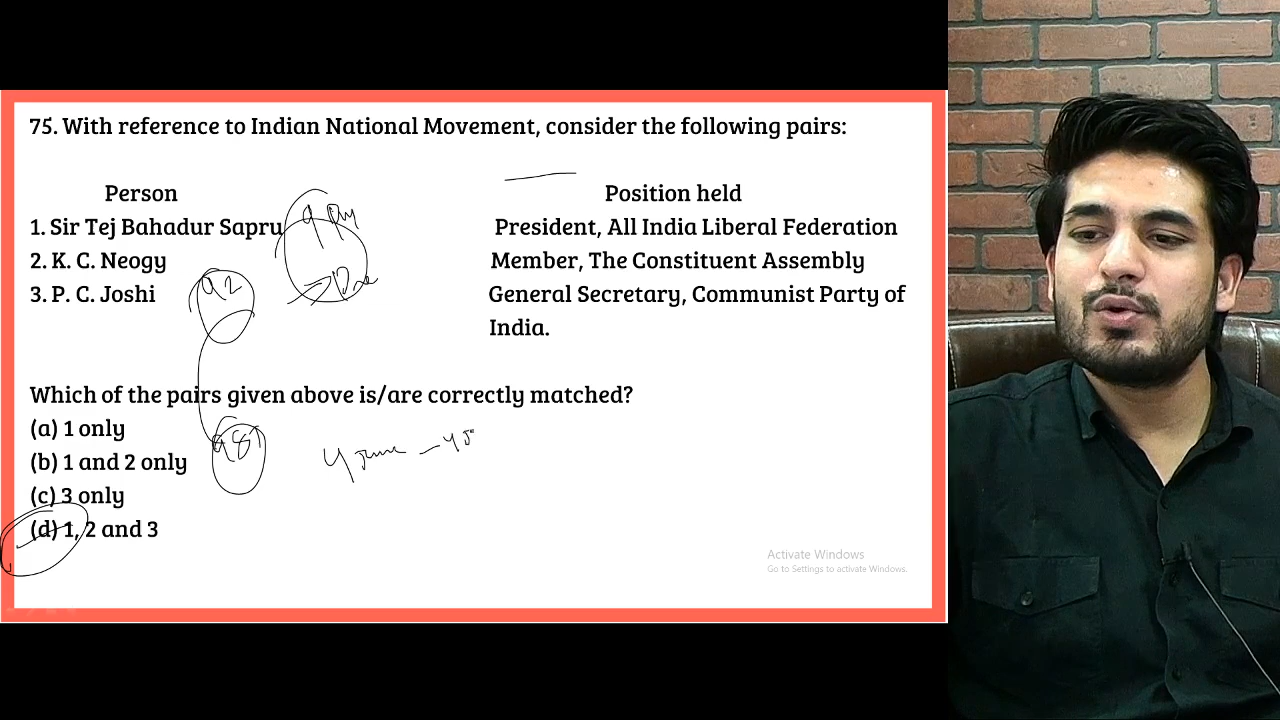 75. With reference to Indian National Movement, consider the following pairs:
Person Position held
1. Sir Tej Bahadur Sapru President, All India Liberal Federation
2. K. C. Neogy Member, The Constituent Assembly
3. P. C. Joshi General Secretary, Communist Party of
India.
Which of the pairs given above is/are correctly matched?
(a) 1 only
(b) 1 and 2 only
(c) 3 only
(d) 1, 2 and 3
Activate Windows
Go to Settings to activate Windows.